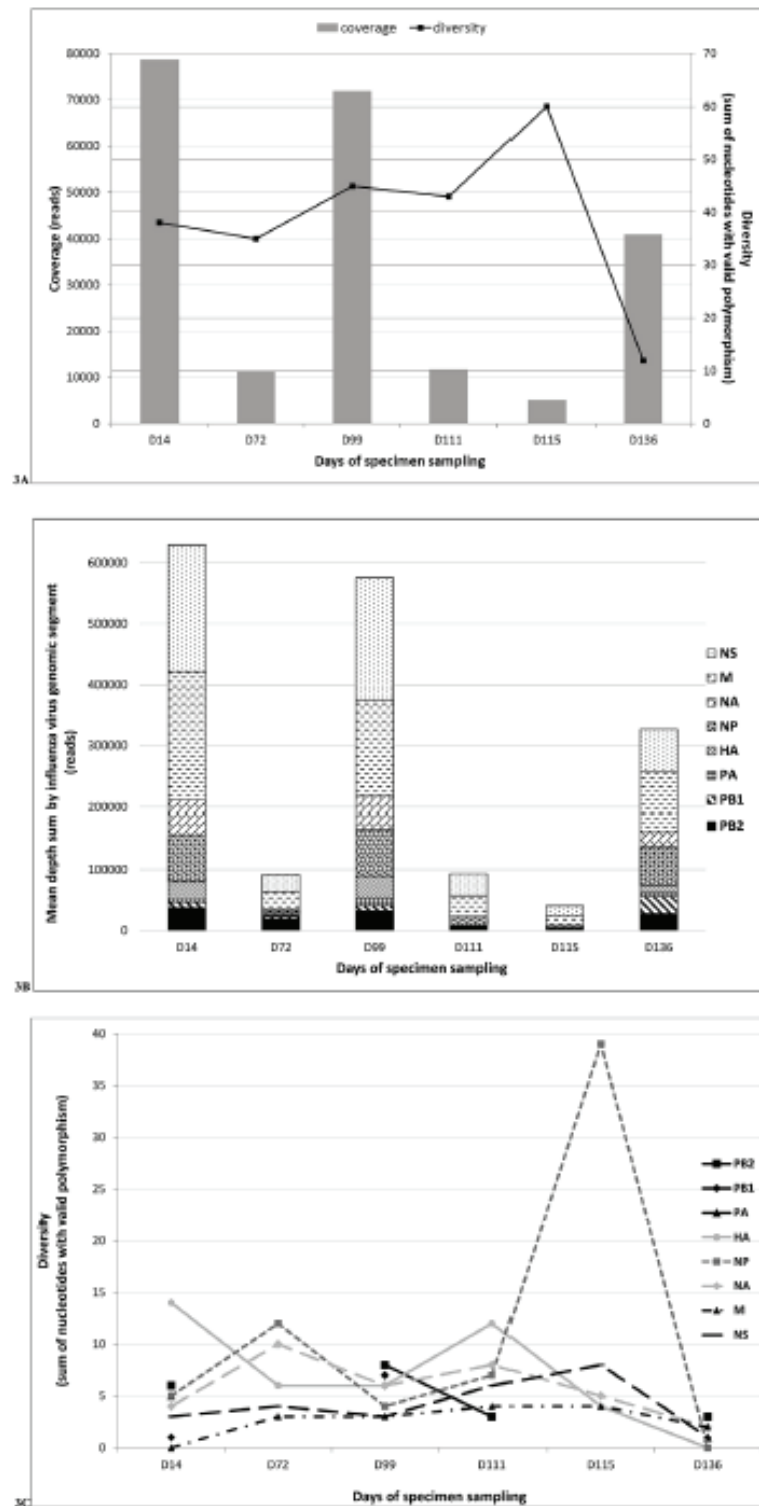 coverage diversity
80000
70000
60000
50000
40000
30000
20000
10000
0
Coverage (reads)
70
60
50
40
30
20
10
0
Diversity
(sum of nucleotides with valid polymorphism)
D14 D72 D99 D111 D115 D136
Days of specimen sampling
3A
600000
500000
400000
300000
200000
100000
0
Mean depth sum by influenza virus genomic segment
(reads)
NS
M
NA
NP
HA
PA
PB1
PB2
D14 D72 D99 D111 D115 D136
Days of specimen sampling
3B
40
35
30
25
20
15
10
5
0
Diversity
(sum of nucleotides with valid polymorphism)
PB2
PB1
PA
HA
NP
NA
M
NS
D14 D72 D99 D111 D115 D136
Days of specimen sampling
3C